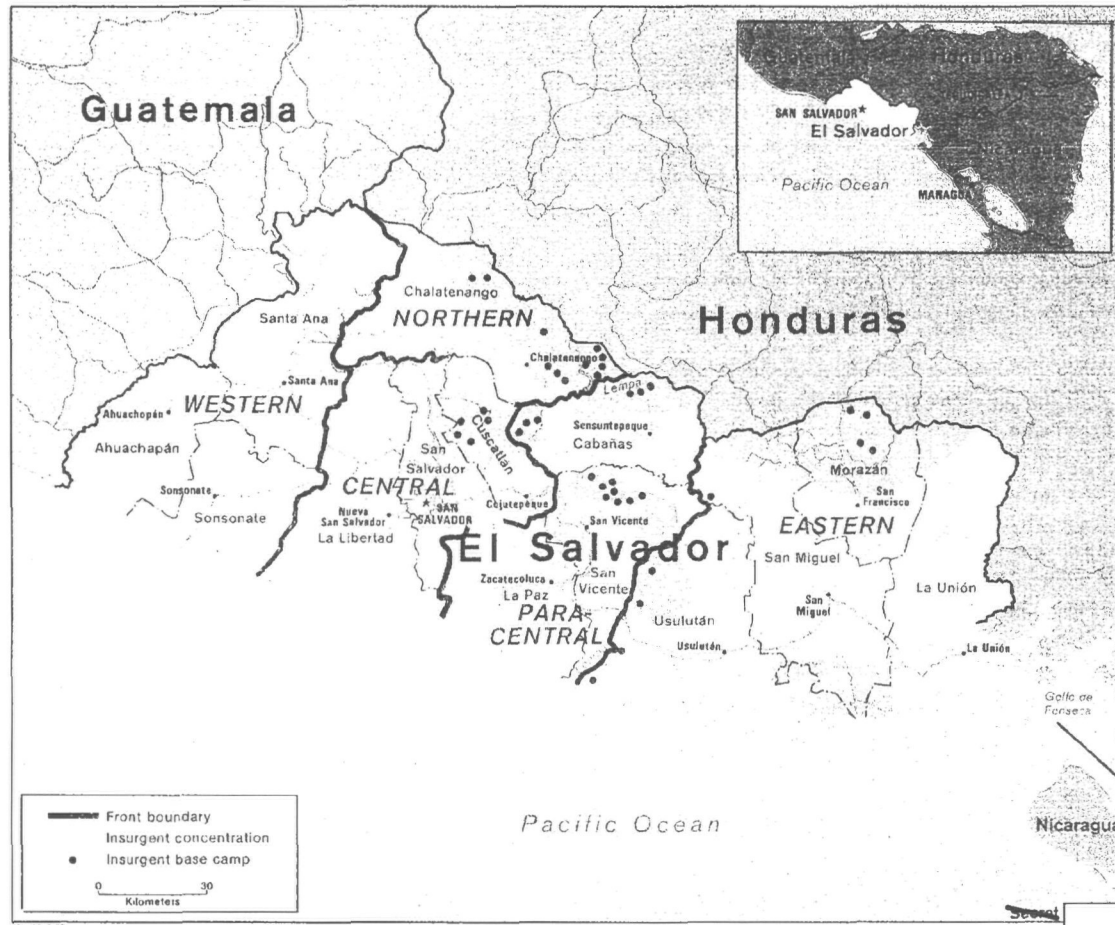 Guatemala
Honduras
SAN SALVADOR
El Salvador
Pacific Ocean
MANAGUA
Guatemala
Honduras
Chalatenango
NORTHERN
Santa Ana
Chalatenango
Santa Ana
Lempa
WESTERN
Ahuachapán
Cuscatlán
Sensuntepeque
Cabañas
Ahuachapán
San
Salvador
Morazán
CENTRAL
Sonsonate
Cojutepeque
San
Francisco
Nueva
San Salvador
SAN
SALVADOR
Sonsonate
La Libertad
San Vicente
EASTERN
El Salvador
San Miguel
Zacatecoluca
La Paz
San
Vicente
La Unión
San
Miguel
PARA-
CENTRAL
Usulután
Usulután
La Unión
Golfo de
Fonseca
Pacific Ocean
Nicaragua
Front boundary
Insurgent concentration
Insurgent base camp
0 30
Kilometers
Secret